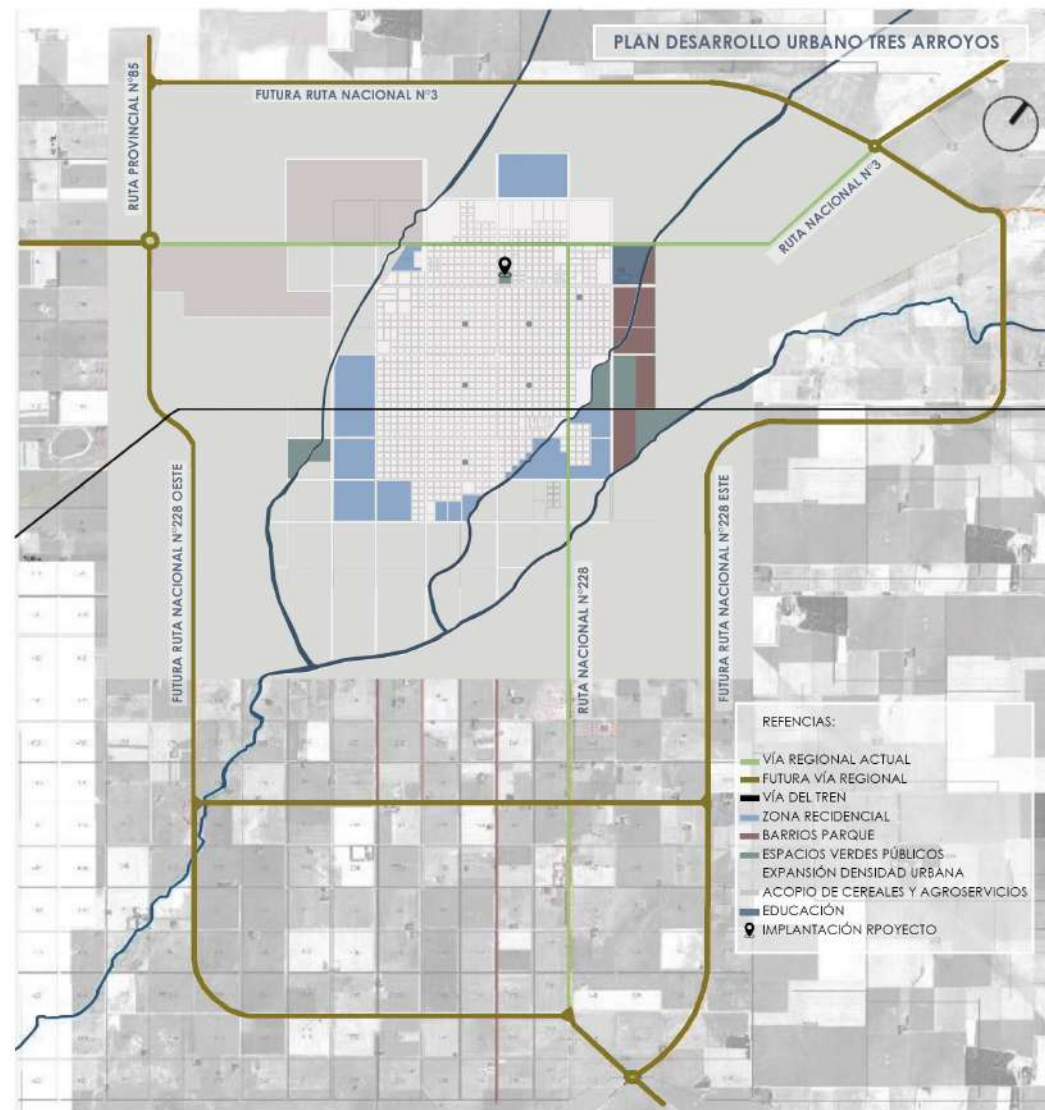 PLAN DESARROLLO URBANO TRES ARROYOS
RUTA PROVINCIAL N°85
FUTURA RUTA NACIONAL N°3
RUTA NACIONAL N°3
FUTURA RUTA NACIONAL N°228 OESTE
RUTA NACIONAL N°228
FUTURA RUTA NACIONAL N°228 ESTE
REFENCIAS:
VÍA REGIONAL ACTUAL
FUTURA VÍA REGIONAL
VÍA DEL TREN
ZONA RECIDENCIAL
BARRIOS PARQUE
ESPACIOS VERDES PÚBLICOS
EXPANSIÓN DENSIDAD URBANA
ACOPIO DE CEREALES Y AGROSERVICIOS
EDUCACIÓN
IMPLANTACIÓN RPOYECTO